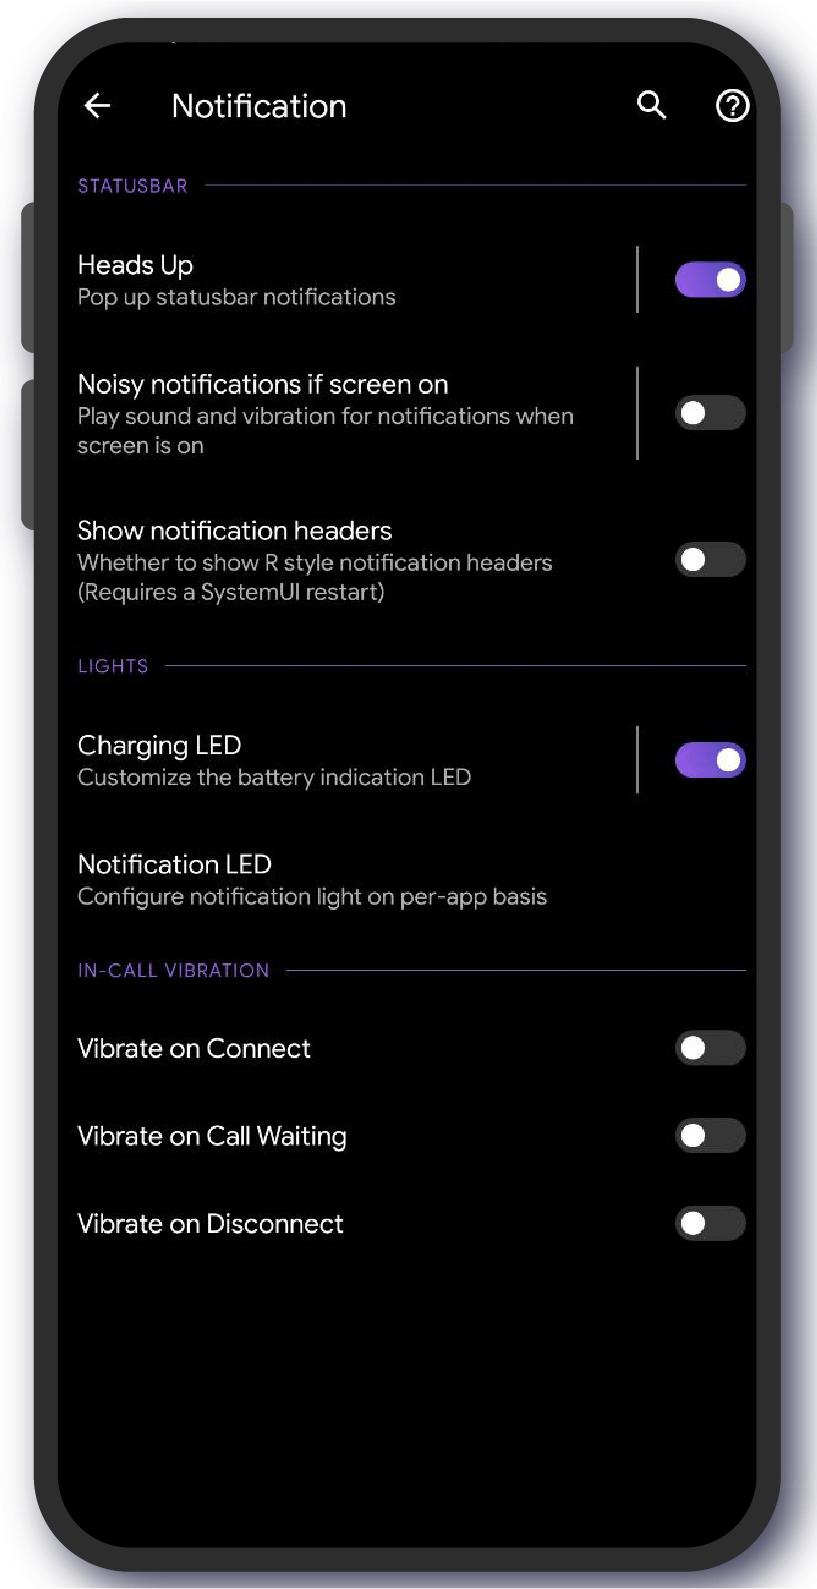 Notification
STATUSBAR
Heads Up
Pop up statusbar notifications
Noisy notifications if screen on
Play sound and vibration for notifications when
screen is on
Show notification headers
Whether to show R style notification headers
(Requires a SystemUI restart)
LIGHTS
Charging LED
Customize the battery indication LED
Notification LED
Configure notification light on per-app basis
IN-CALL VIBRATION
Vibrate on Connect
Vibrate on Call Waiting
Vibrate on Disconnect